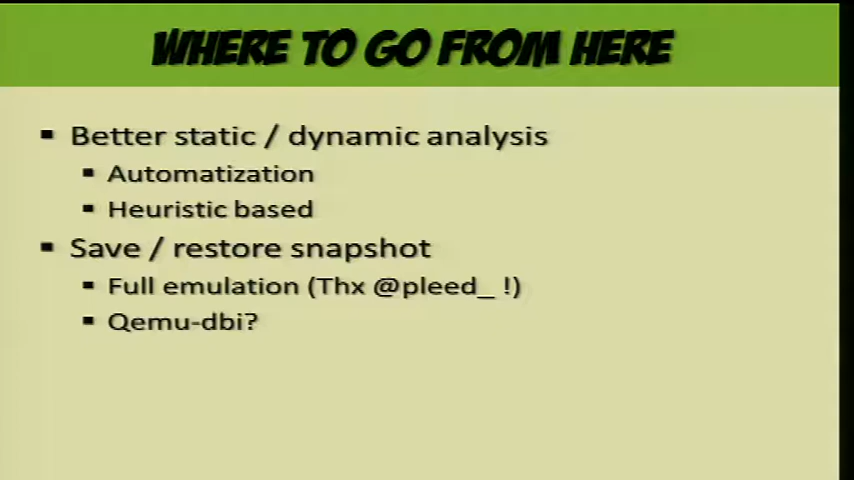 WHERE TO GO FROM HERE
Better static / dynamic analysis
Automatization
Heuristic based
Save / restore snapshot
Full emulation (Thx @pleed_ !)
Qemu-dbi?